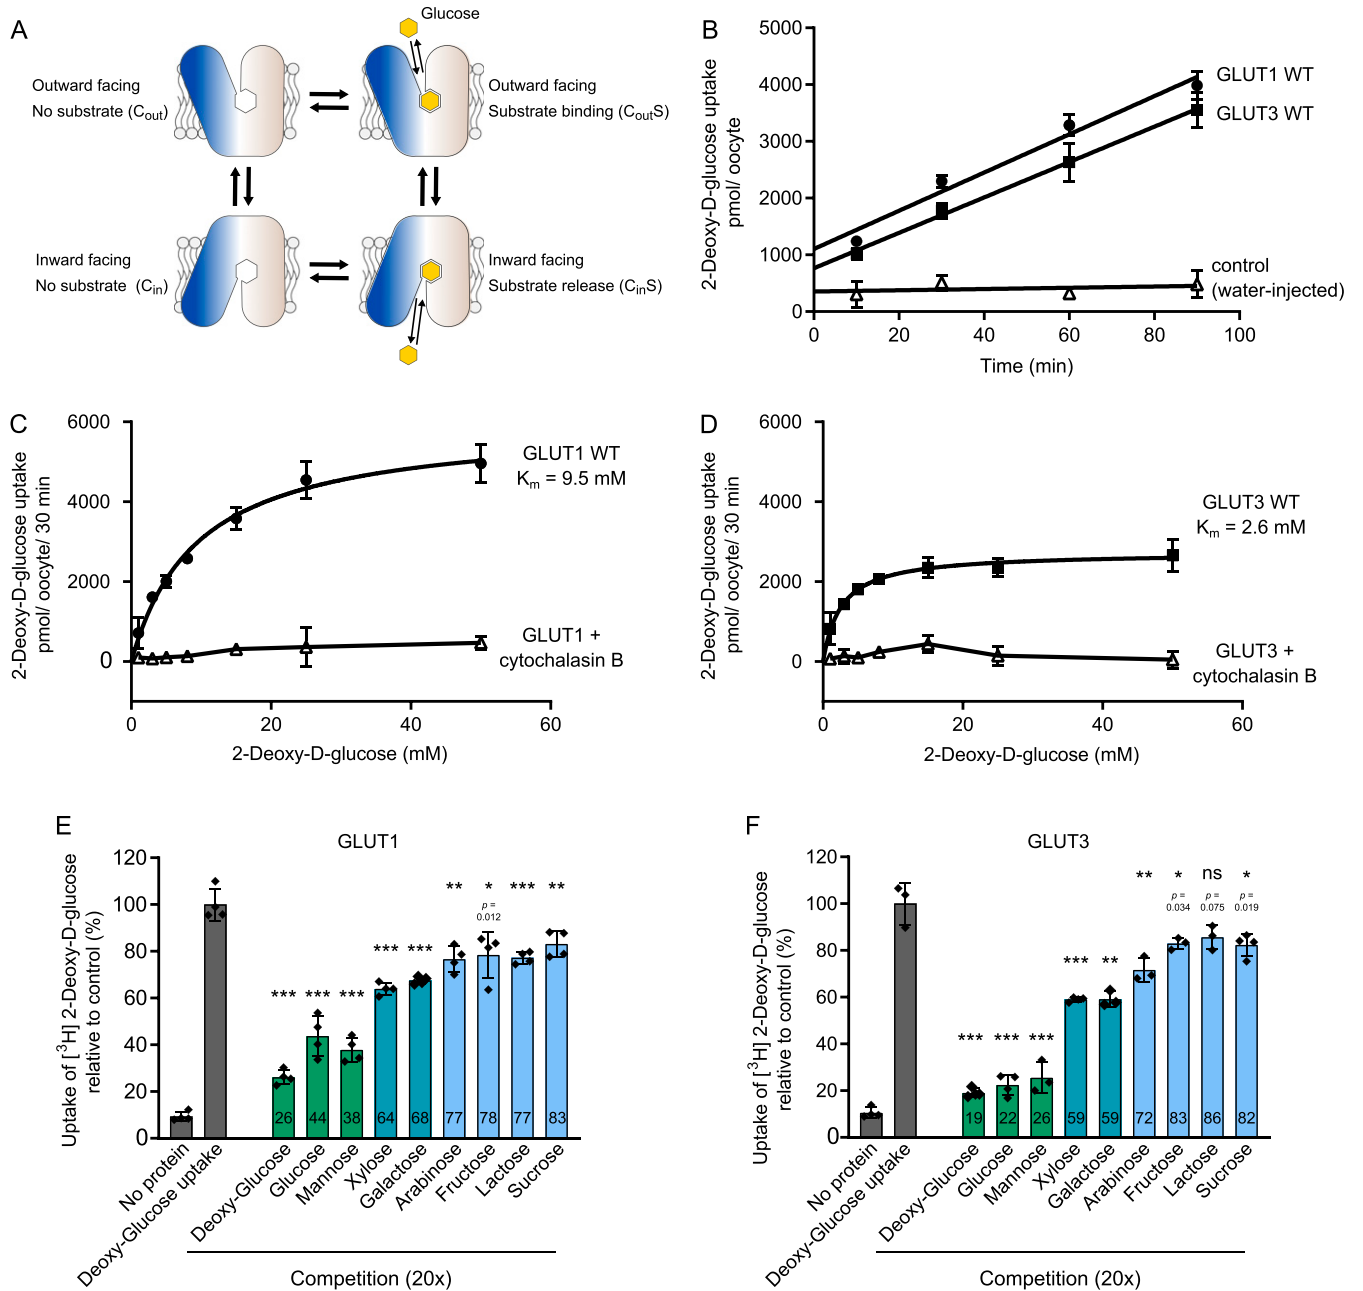 A
Glucose
Outward facing
No substrate (Cout)
Outward facing
Substrate binding (CoutS)
Inward facing
No substrate (Cin)
Inward facing
Substrate release (CinS)
B
2-Deoxy-D-glucose uptake
pmol/ oocyte
5000
4000
3000
2000
1000
0
0
20
40
60
80
100
Time (min)
GLUT1 WT
GLUT3 WT
control
(water-injected)
C
2-Deoxy-D-glucose uptake
pmol/ oocyte/ 30 min
6000
4000
2000
0
0
20
40
60
2-Deoxy-D-glucose (mM)
GLUT1 WT
Km = 9.5 mM
GLUT1 +
cytochalasin B
D
2-Deoxy-D-glucose uptake
pmol/ oocyte/ 30 min
6000
4000
2000
0
0
20
40
60
2-Deoxy-D-glucose (mM)
GLUT3 WT
Km = 2.6 mM
GLUT3 +
cytochalasin B
E
GLUT1
Uptake of [3H] 2-Deoxy-D-glucose
relative to control (%)
120
100
80
60
40
20
0
***
***
***
***
***
**
*
p =
0.012
***
**
26
44
38
64
68
77
78
77
83
No protein
Deoxy-Glucose uptake
Deoxy-Glucose
Glucose
Mannose
Xylose
Galactose
Arabinose
Fructose
Lactose
Sucrose
Competition (20x)
F
GLUT3
Uptake of [3H] 2-Deoxy-D-glucose
relative to control (%)
120
100
80
60
40
20
0
***
***
***
***
**
**
*
p =
0.034
ns
p =
0.075
*
p =
0.019
19
22
26
59
59
72
83
86
82
No protein
Deoxy-Glucose uptake
Deoxy-Glucose
Glucose
Mannose
Xylose
Galactose
Arabinose
Fructose
Lactose
Sucrose
Competition (20x)